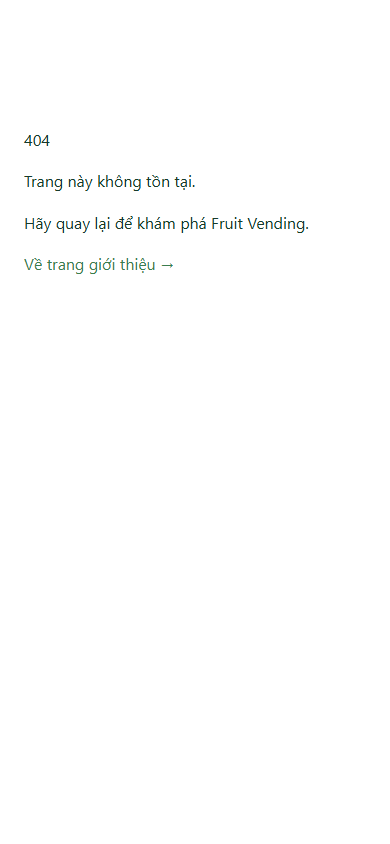 404
Trang này không tồn tại.
Hãy quay lại để khám phá Fruit Vending.
Về trang giới thiệu →